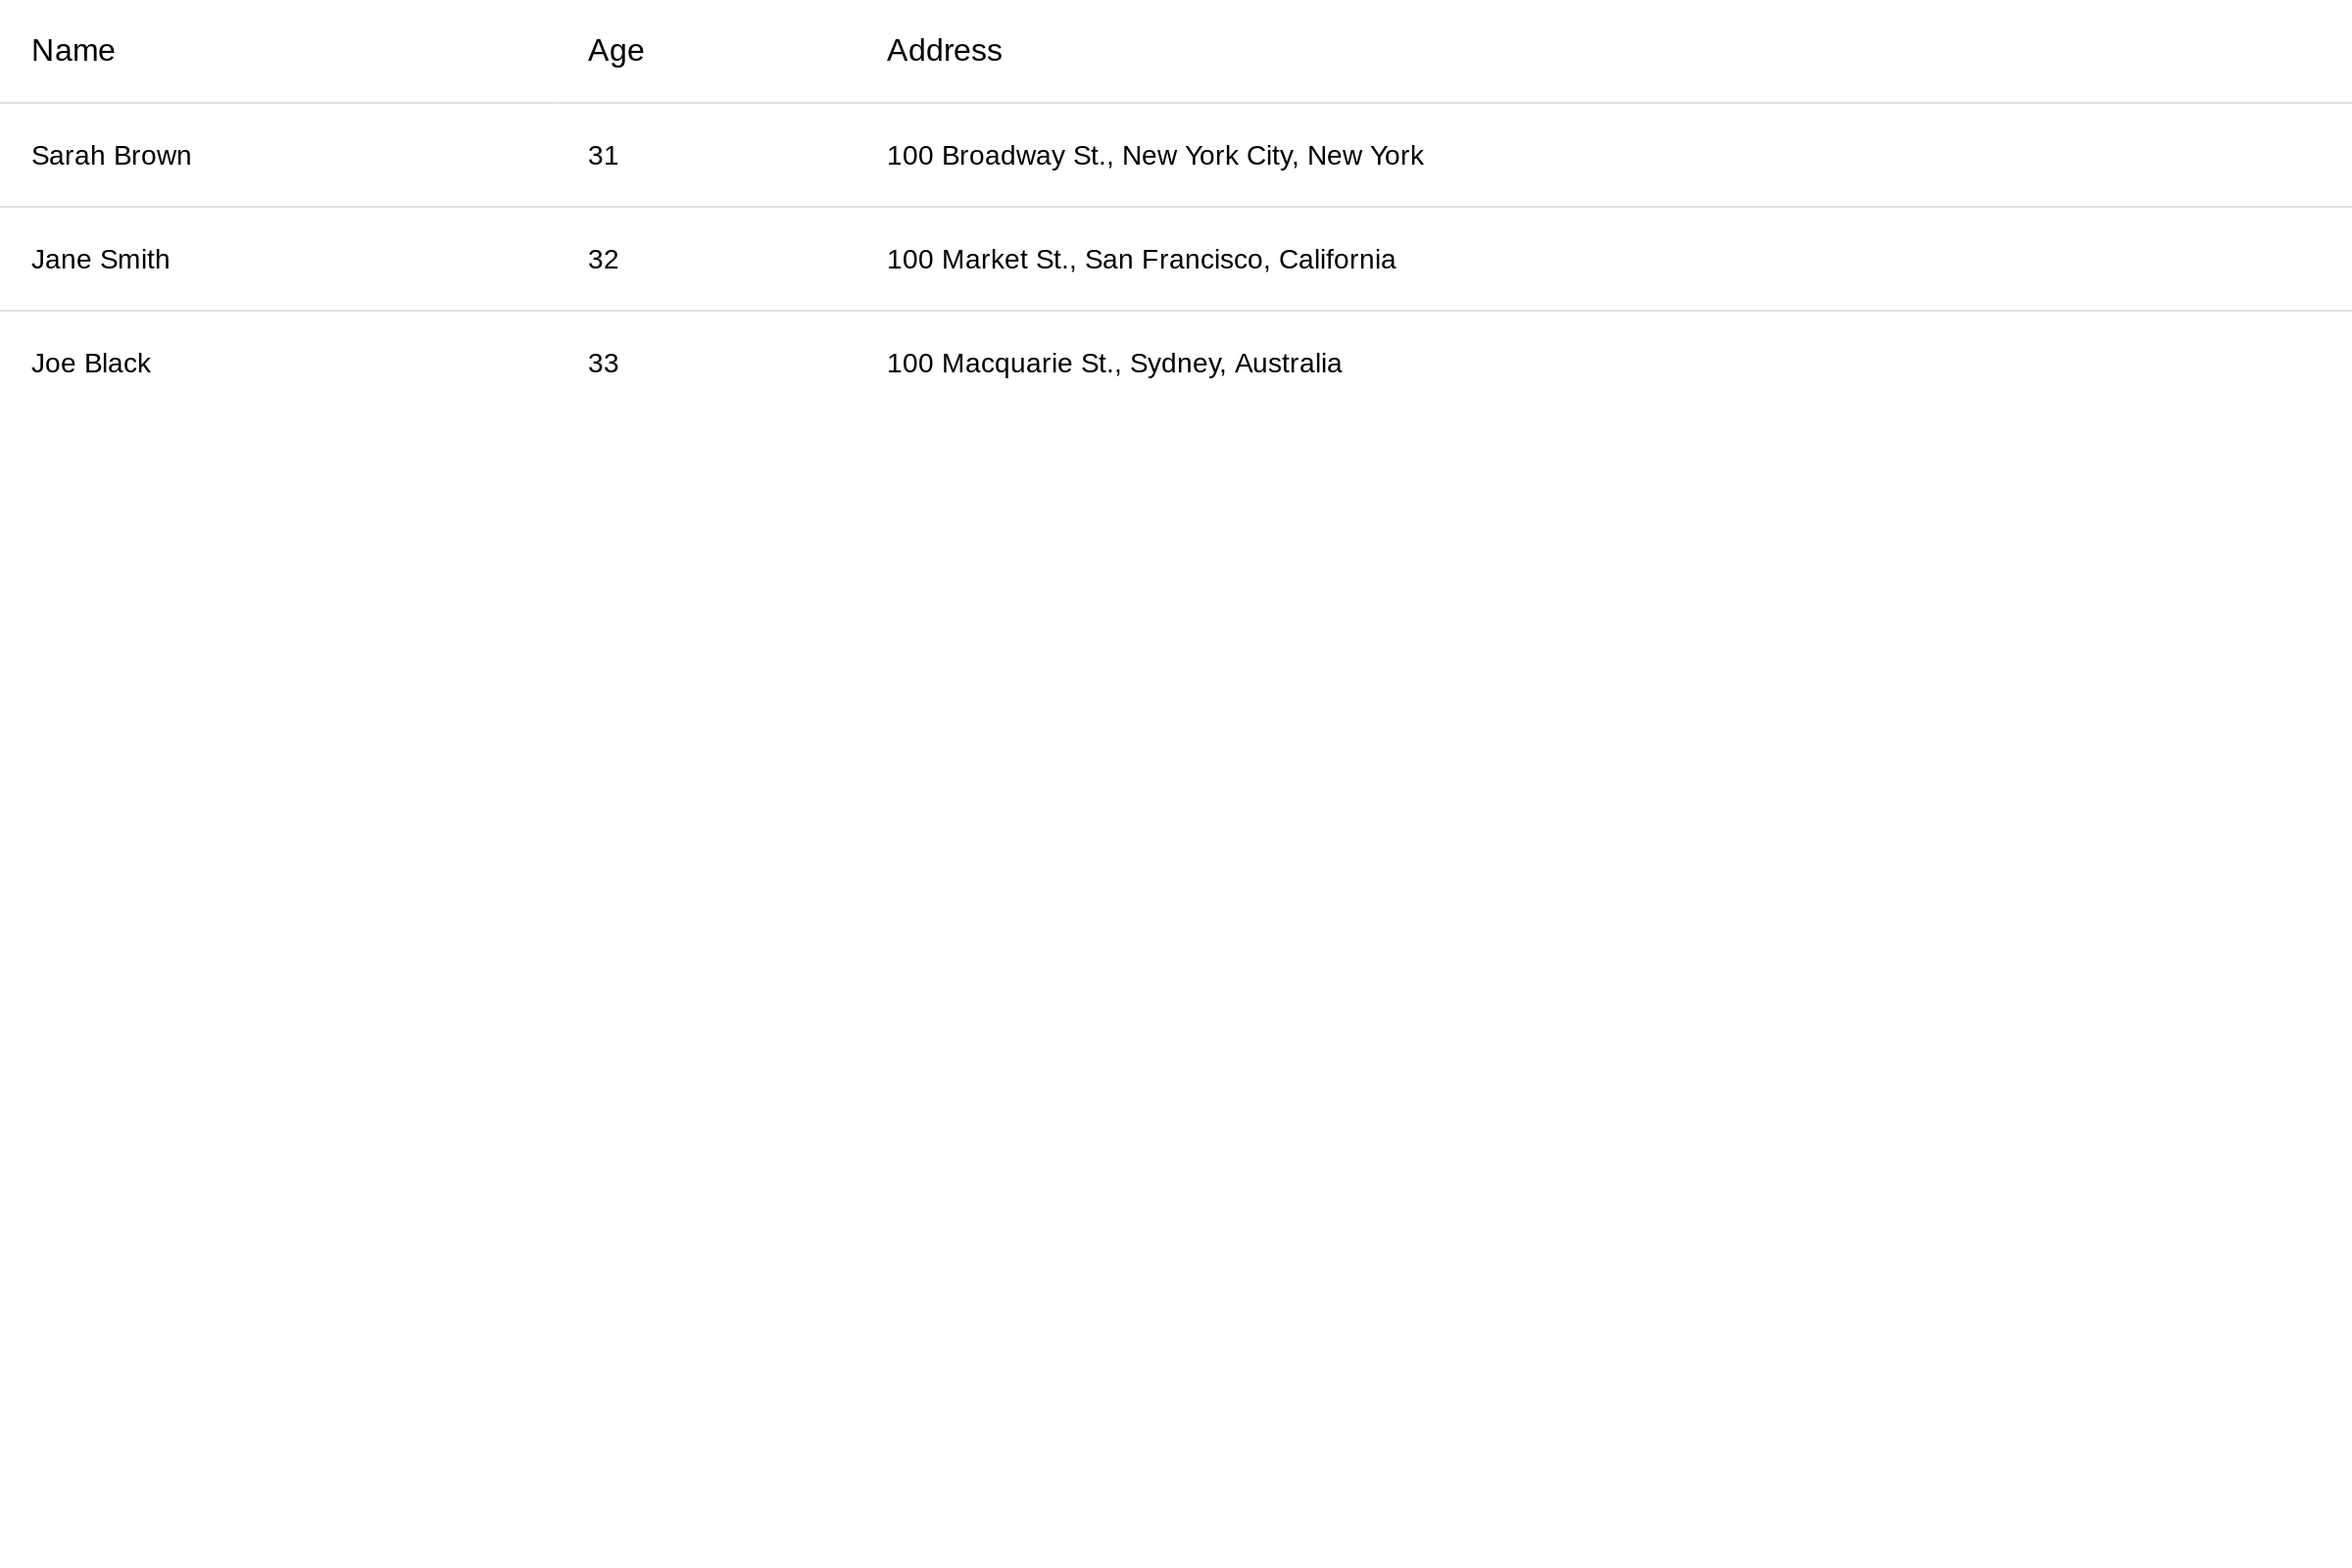 Name Age Address
Sarah Brown 31 100 Broadway St., New York City, New York
Jane Smith 32 100 Market St., San Francisco, California
Joe Black 33 100 Macquarie St., Sydney, Australia